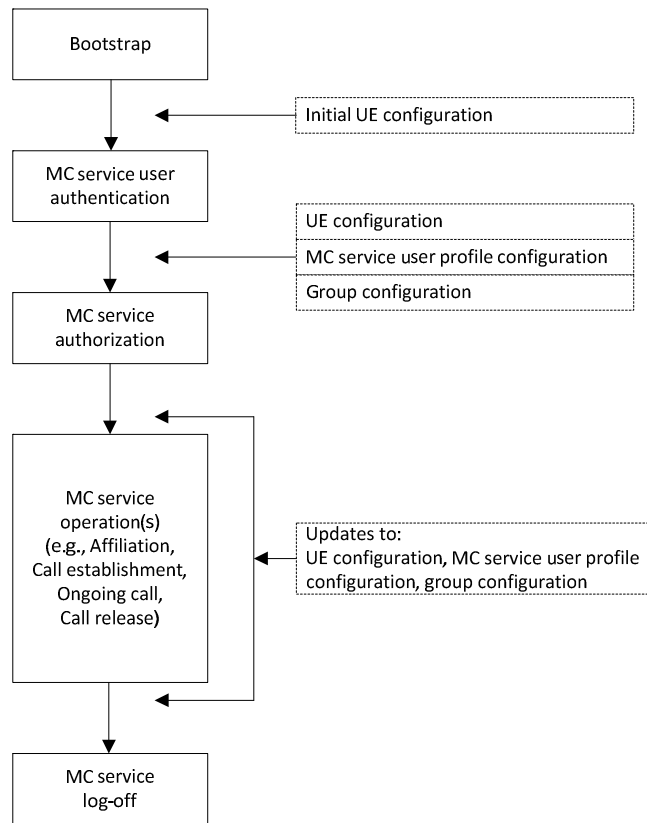 Bootstrap
Initial UE configuration
MC service user
authentication
UE configuration
MC service user profile configuration
Group configuration
MC service
authorization
MC service
operation(s)
(e.g., Affiliation,
Call establishment,
Ongoing call,
Call release)
Updates to:
UE configuration, MC service user profile
configuration, group configuration
MC service
log-off